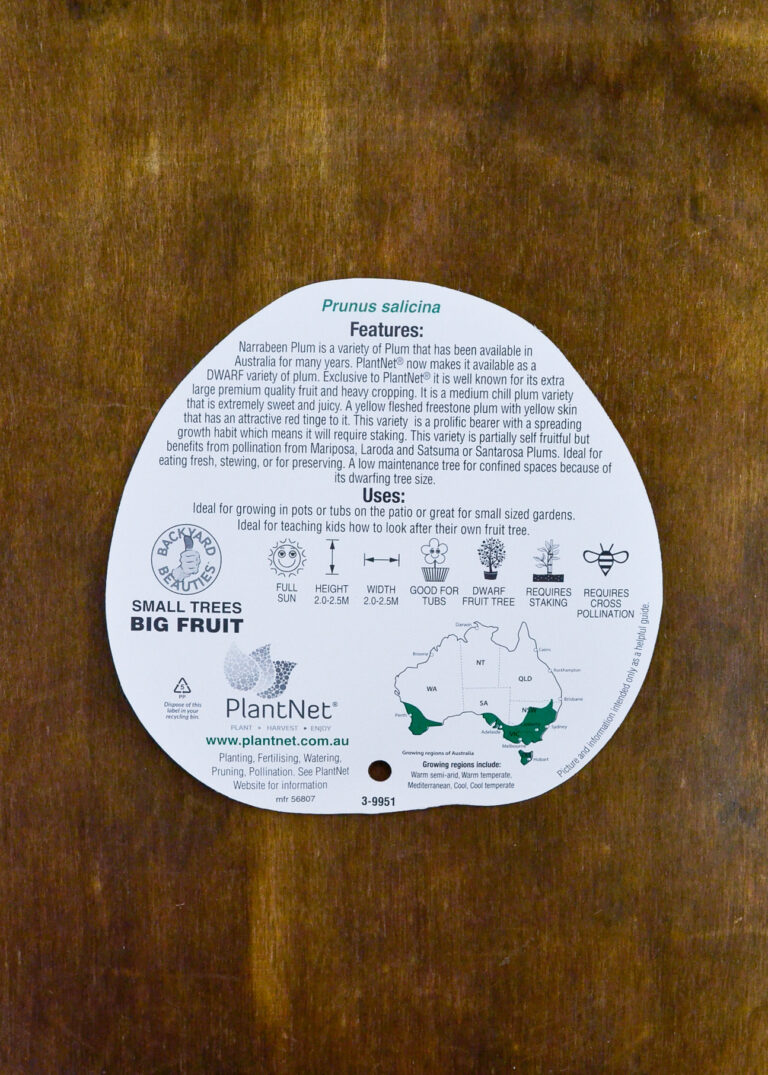 Prunus salicina
Features:
Narrabeen Plum is a variety of Plum that has been available in
Australia for many years. PlantNet® now makes it available as a
DWARF variety of plum. Exclusive to PlantNet® it is well known for its extra
large premium quality fruit and heavy cropping. It is a medium chill plum variety
that is extremely sweet and juicy. A yellow fleshed freestone plum with yellow skin
that has an attractive red tinge to it. This variety is a prolific bearer with a spreading
growth habit which means it will require staking. This variety is partially self fruitful but
benefits from pollination from Mariposa, Laroda and Satsuma or Santarosa Plums. Ideal for
eating fresh, stewing, or for preserving. A low maintenance tree for confined spaces because of
its dwarfing tree size.
Uses:
Ideal for growing in pots or tubs on the patio or great for small sized gardens.
Ideal for teaching kids how to look after their own fruit tree.
BACKYARD
BEAUTIES
SMALL TREES
BIG FRUIT
FULL
SUN
HEIGHT
2.0-2.5M
WIDTH
2.0-2.5M
GOOD FOR
TUBS
DWARF
FRUIT TREE
REQUIRES
STAKING
REQUIRES
CROSS
POLLINATION
PP
Dispose of this
label in your
recycling bin.
PlantNet®
PLANT • HARVEST • ENJOY
www.plantnet.com.au
Planting, Fertilising, Watering,
Pruning, Pollination. See PlantNet
Website for information
mfr 56807
3-9951
Darwin
Broome
Cairns
NT
Rockhampton
QLD
WA
Brisbane
SA
NSW
Perth
Sydney
Adelaide
VIC
Melbourne
Hobart
Growing regions of Australia
Growing regions include:
Warm semi-arid, Warm temperate,
Mediterranean, Cool, Cool temperate
Picture and information intended only as a helpful guide.